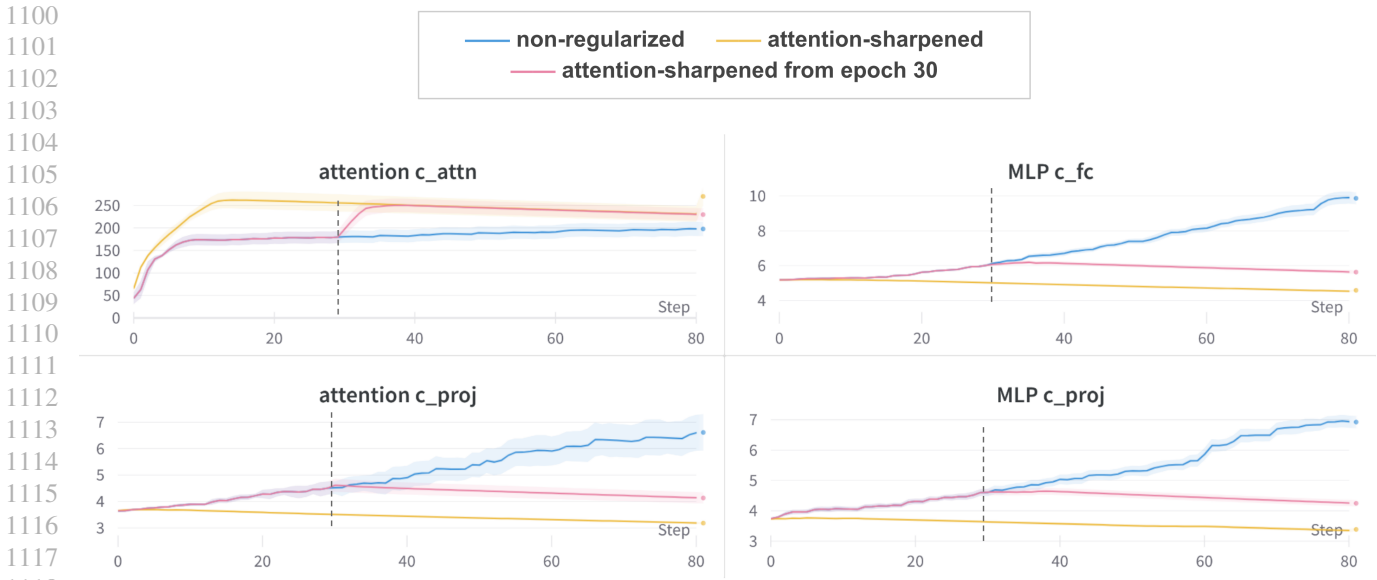 1100
1101
1102
1103
1104
1105
1106
1107
1108
1109
1110
1111
1112
1113
1114
1115
1116
1117
non-regularized attention-sharpened
attention-sharpened from epoch 30
attention c_attn
250
200
150
100
50
0
Step
0 20 40 60 80
MLP c_fc
10
8
6
4
Step
0 20 40 60 80
attention c_proj
7
6
5
4
3
Step
0 20 40 60 80
MLP c_proj
7
6
5
4
3
Step
0 20 40 60 80